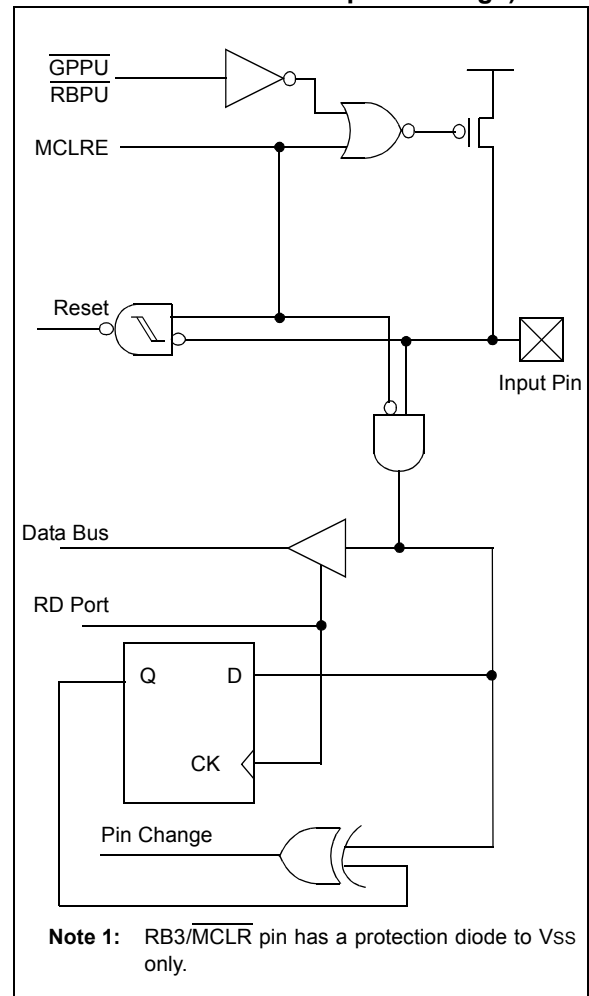 GPPU
RBPU
MCLRE
Reset
Input Pin
Data Bus
RD Port
Q D
CK
Pin Change
Note 1: RB3/MCLR pin has a protection diode to VSS
only.